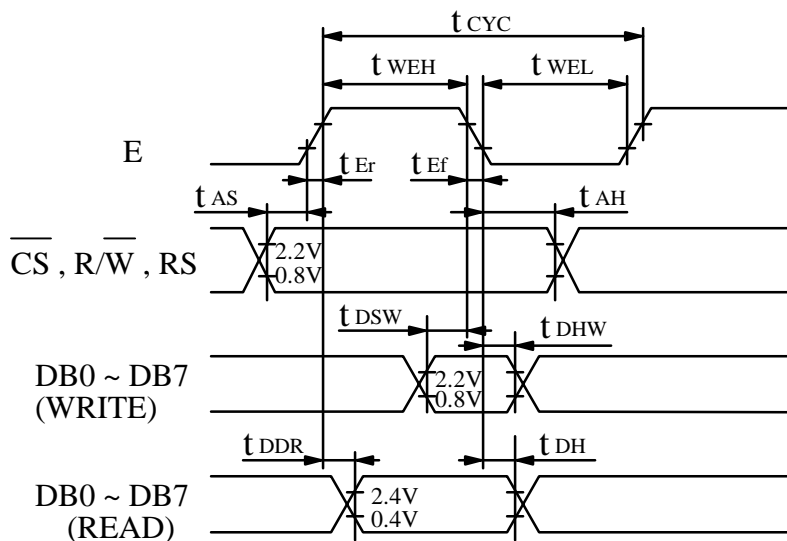 t CYC
t WEH t WEL
E
t Er t Ef
t AS t AH
CS , R/W , RS
2.2V
0.8V
t DSW t DHW
DB0 ~ DB7
(WRITE)
2.2V
0.8V
t DDR t DH
DB0 ~ DB7
(READ)
2.4V
0.4V